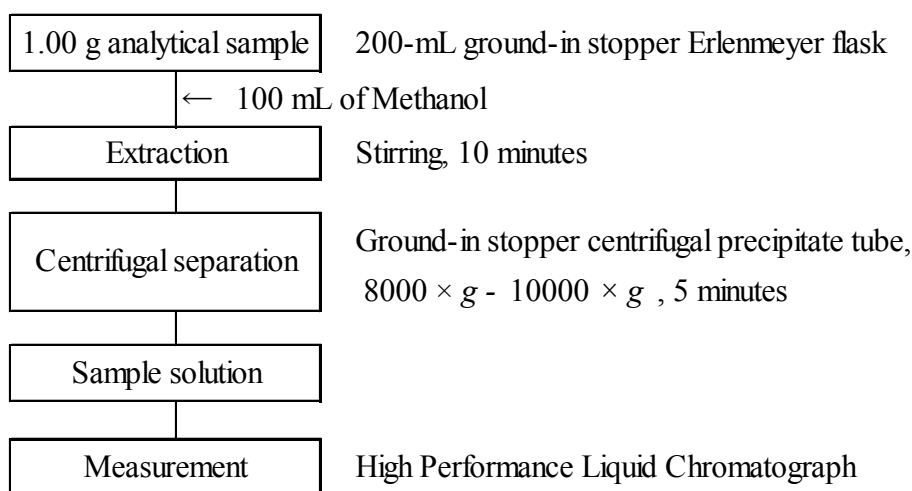 1.00 g analytical sample 200-mL ground-in stopper Erlenmeyer flask
← 100 mL of Methanol
Extraction Stirring, 10 minutes
Centrifugal separation Ground-in stopper centrifugal precipitate tube,
8000 × g - 10000 × g , 5 minutes
Sample solution
Measurement High Performance Liquid Chromatograph